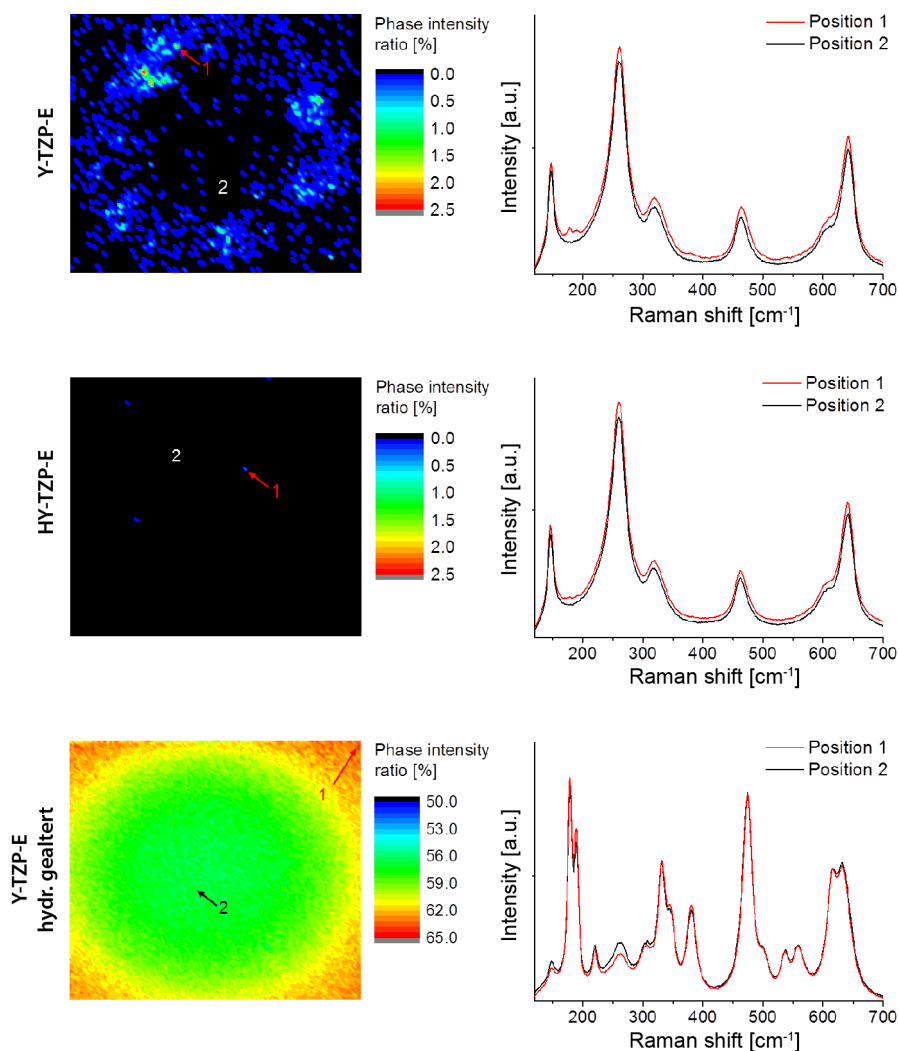 Y-TZP-E
1
2
Phase intensity
ratio [%]
0.0
0.5
1.0
1.5
2.0
2.5
Intensity [a.u.]
Position 1
Position 2
200 300 400 500 600 700
Raman shift [cm⁻¹]
HY-TZP-E
2
1
Phase intensity
ratio [%]
0.0
0.5
1.0
1.5
2.0
2.5
Intensity [a.u.]
Position 1
Position 2
200 300 400 500 600 700
Raman shift [cm⁻¹]
Y-TZP-E
hydr. gealtert
1
2
Phase intensity
ratio [%]
50.0
53.0
56.0
59.0
62.0
65.0
Intensity [a.u.]
Position 1
Position 2
200 300 400 500 600 700
Raman shift [cm⁻¹]